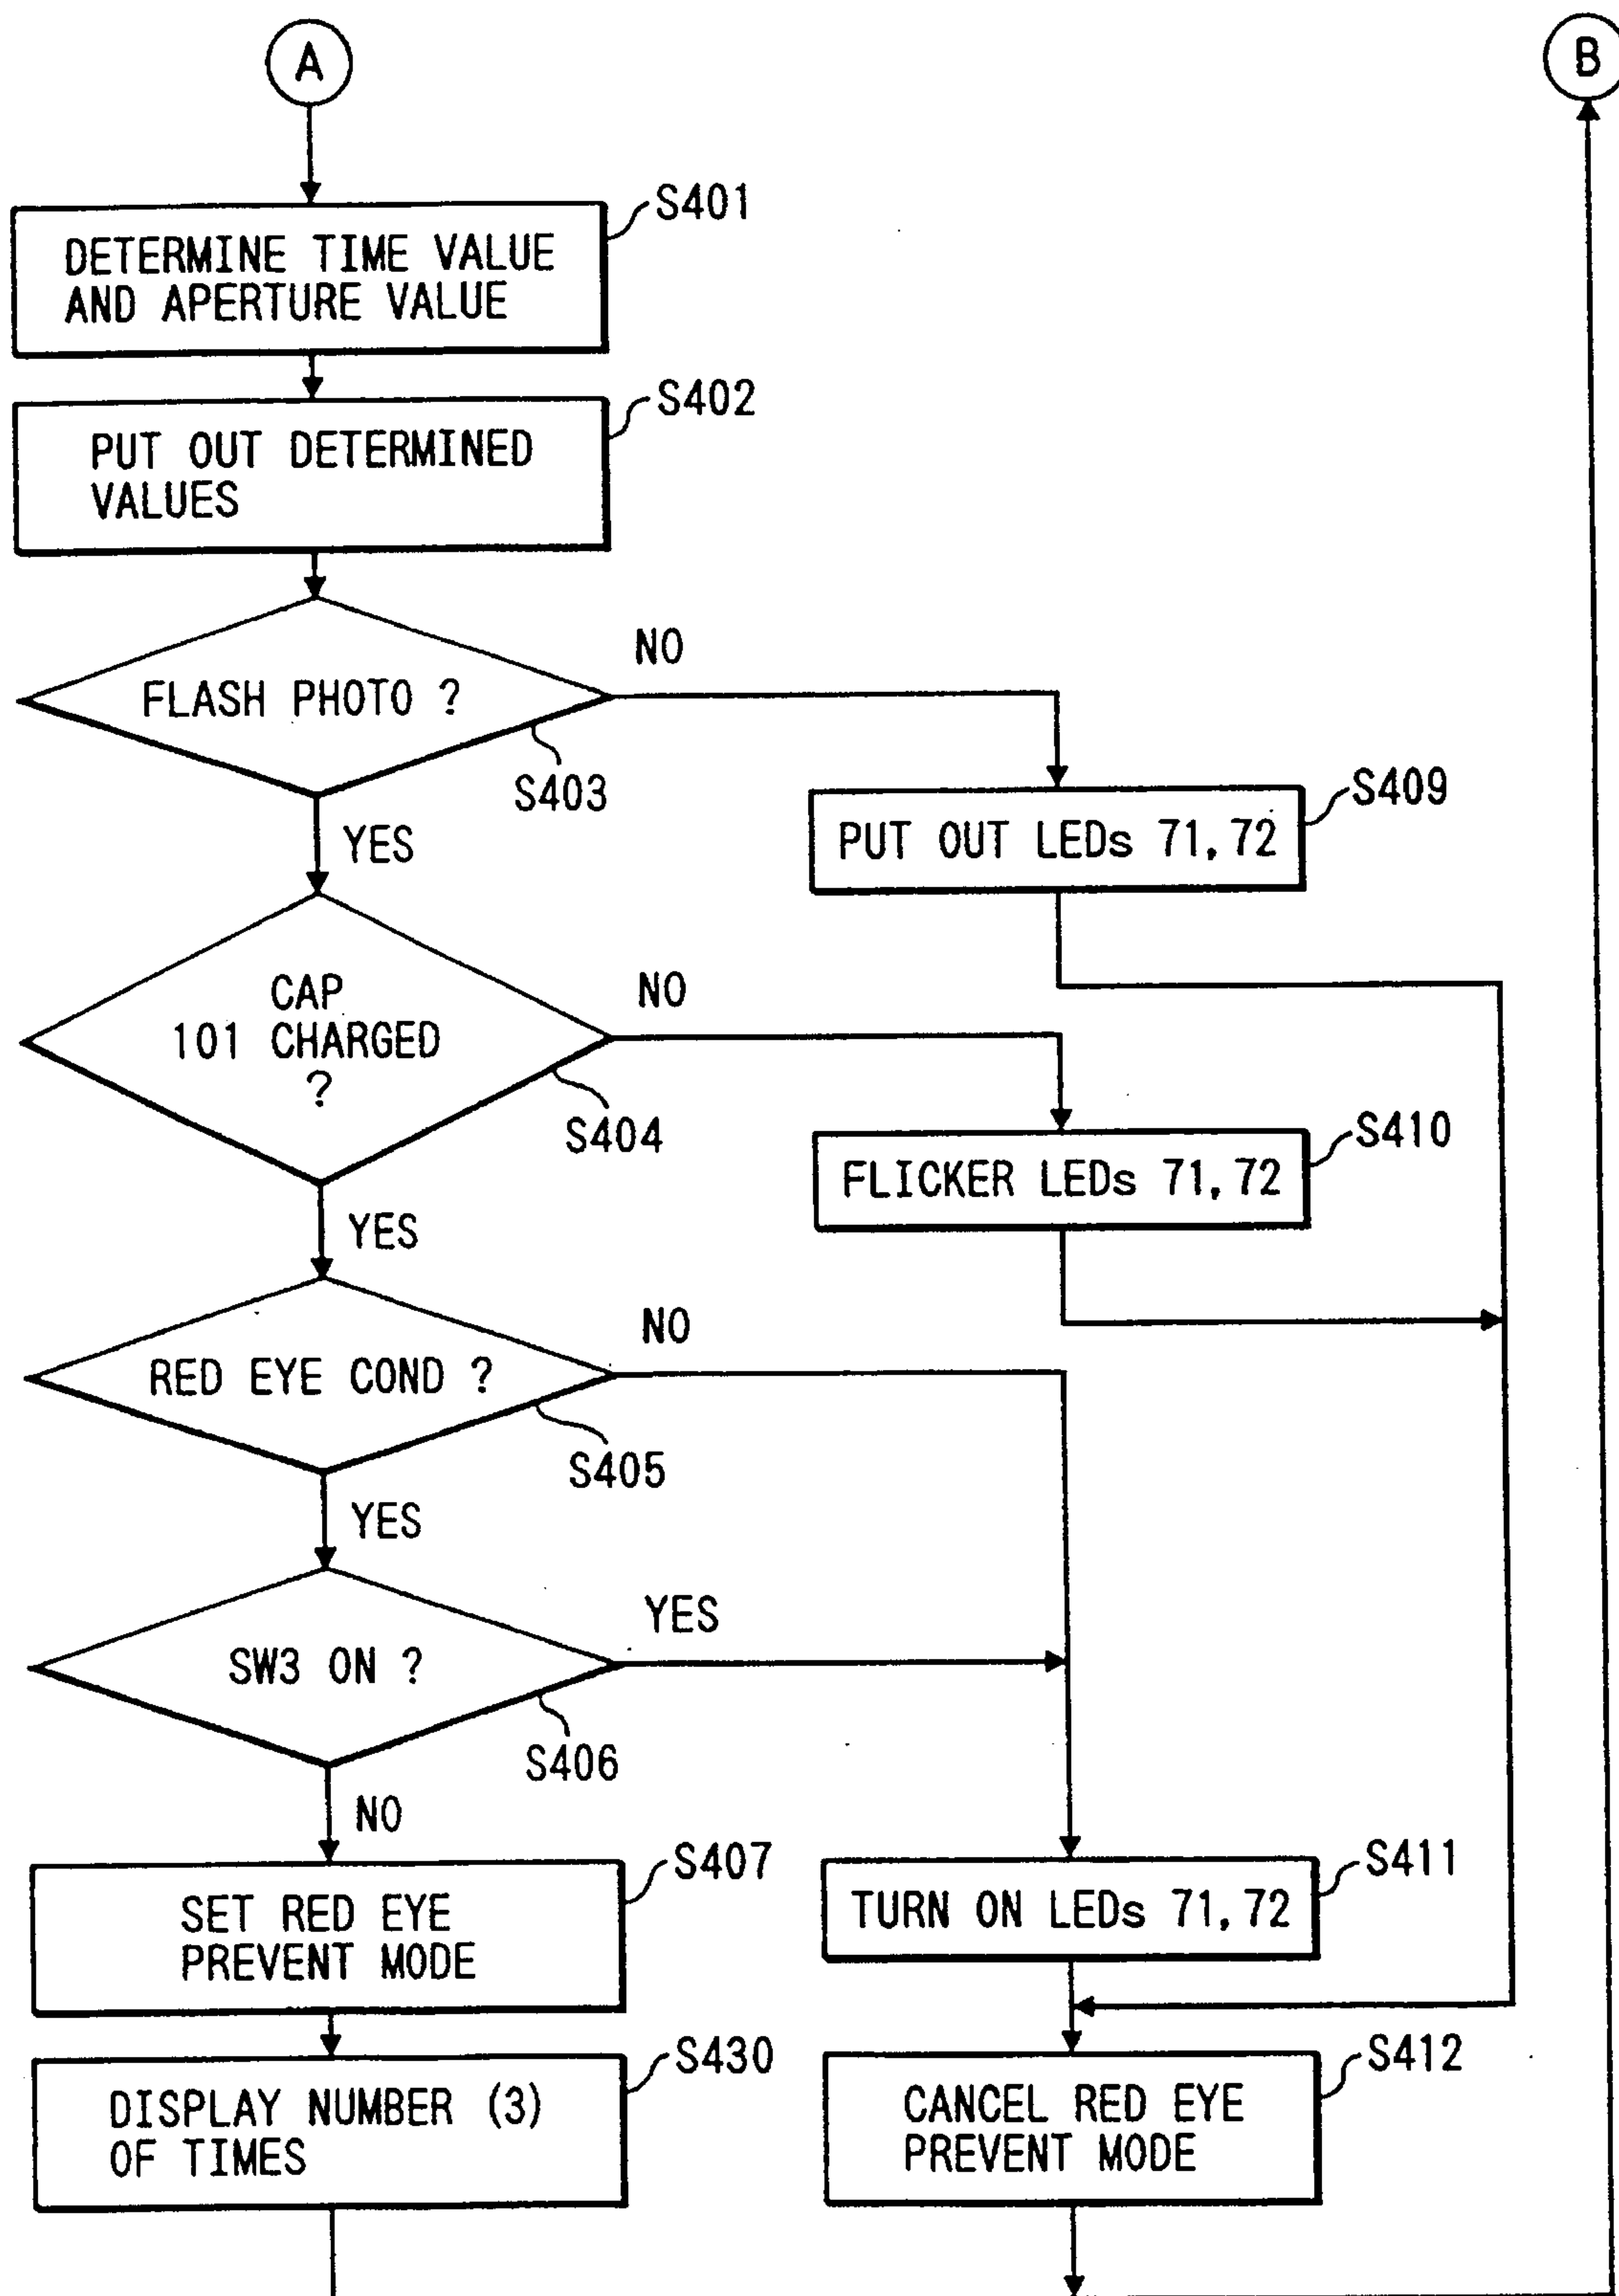 A
B
S401
DETERMINE TIME VALUE
AND APERTURE VALUE
S402
PUT OUT DETERMINED
VALUES
FLASH PHOTO ?
NO
S403
YES
S409
PUT OUT LEDs 71, 72
CAP
101 CHARGED
?
NO
S404
YES
S410
FLICKER LEDs 71, 72
RED EYE COND ?
NO
S405
YES
SW3 ON ?
YES
S406
NO
S407
SET RED EYE
PREVENT MODE
S411
TURN ON LEDs 71, 72
S430
DISPLAY NUMBER (3)
OF TIMES
S412
CANCEL RED EYE
PREVENT MODE